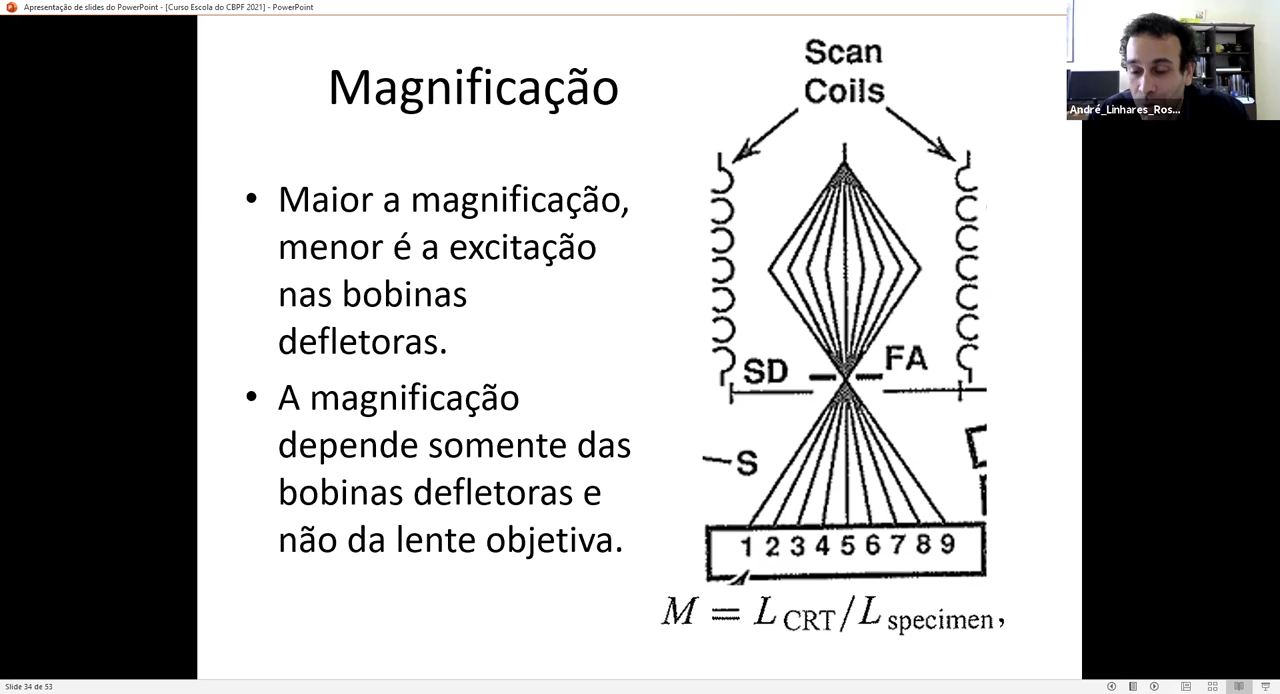 Apresentação de slides do PowerPoint - [Curso Escola do CBPF 2021] - PowerPoint
André_Linhares_Ros...
Magnificação
• Maior a magnificação,
menor é a excitação
nas bobinas
defletoras.
• A magnificação
depende somente das
bobinas defletoras e
não da lente objetiva.
Scan
Coils
SD
FA
S
1 2 3 4 5 6 7 8 9
M = L CRT / L specimen,
Slide 34 de 53